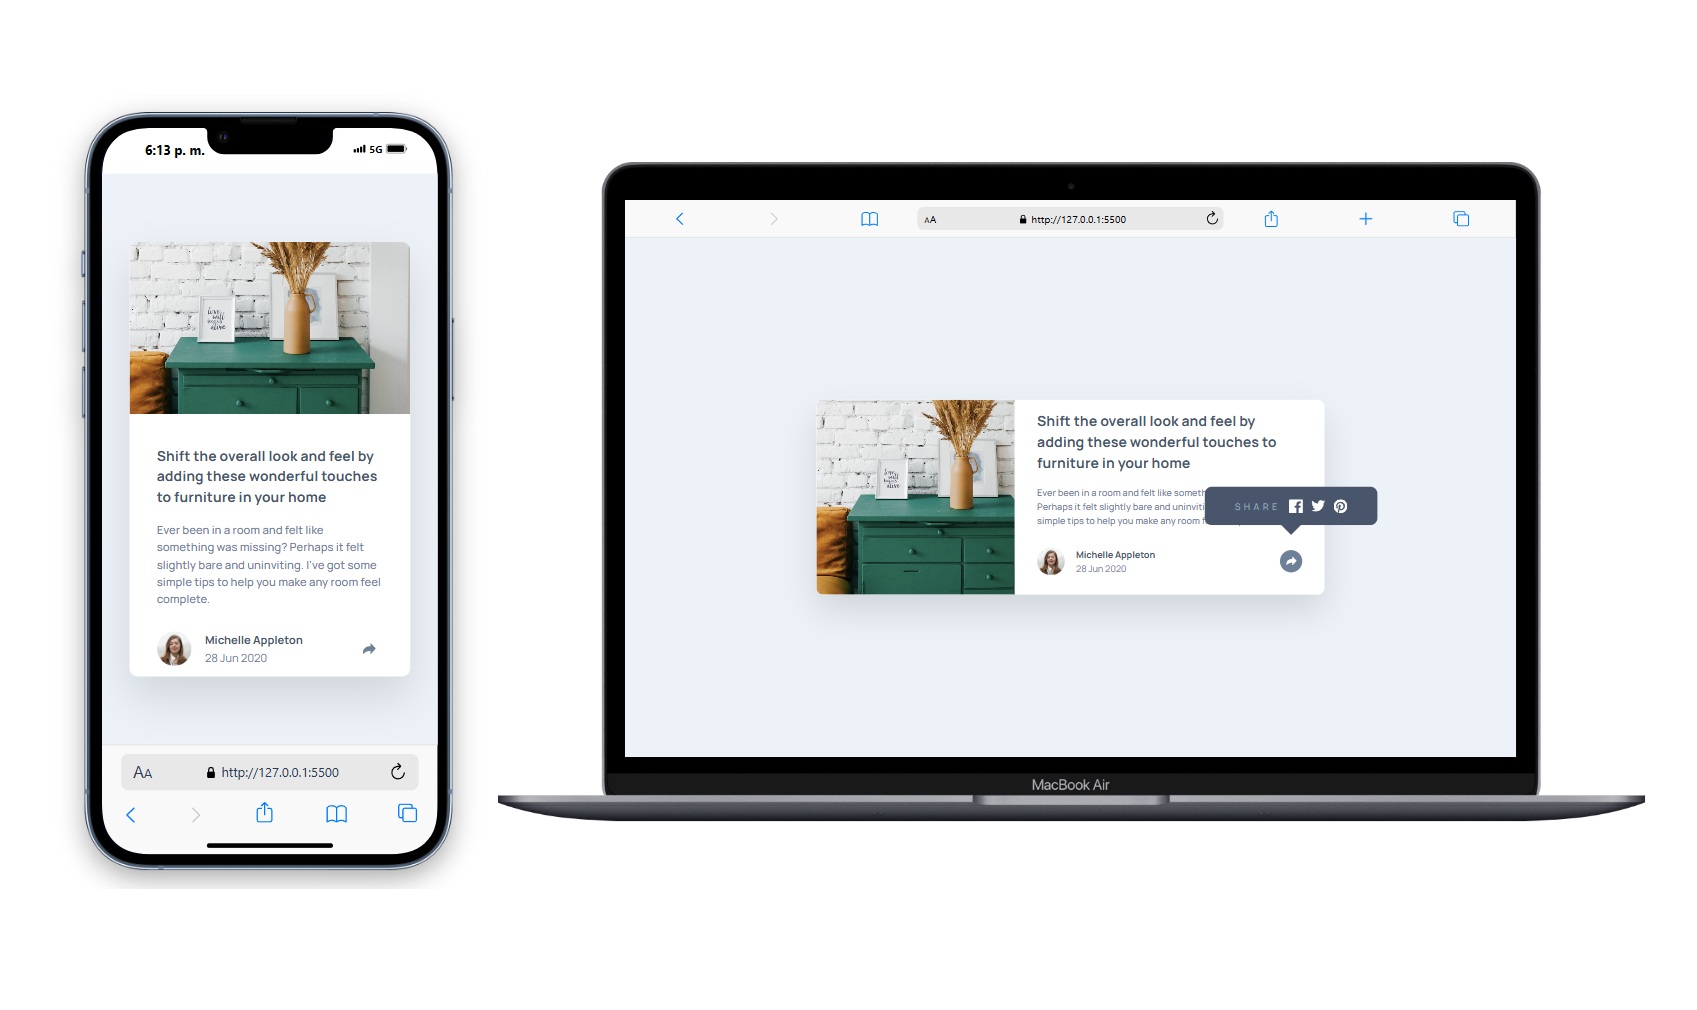 6:13 p. m.
5G
Shift the overall look and feel by
adding these wonderful touches
to furniture in your home
Ever been in a room and felt like
something was missing? Perhaps it felt
slightly bare and uninviting. I've got some
simple tips to help you make any room feel
complete.
Michelle Appleton
28 Jun 2020
AA
http://127.0.0.1:5500
AA
http://127.0.0.1:5500
Shift the overall look and feel by
adding these wonderful touches to
furniture in your home
Ever been in a room and felt like someth
Perhaps it felt slightly bare and uninviti
simple tips to help you make any room f
SHARE
Michelle Appleton
28 Jun 2020
MacBook Air